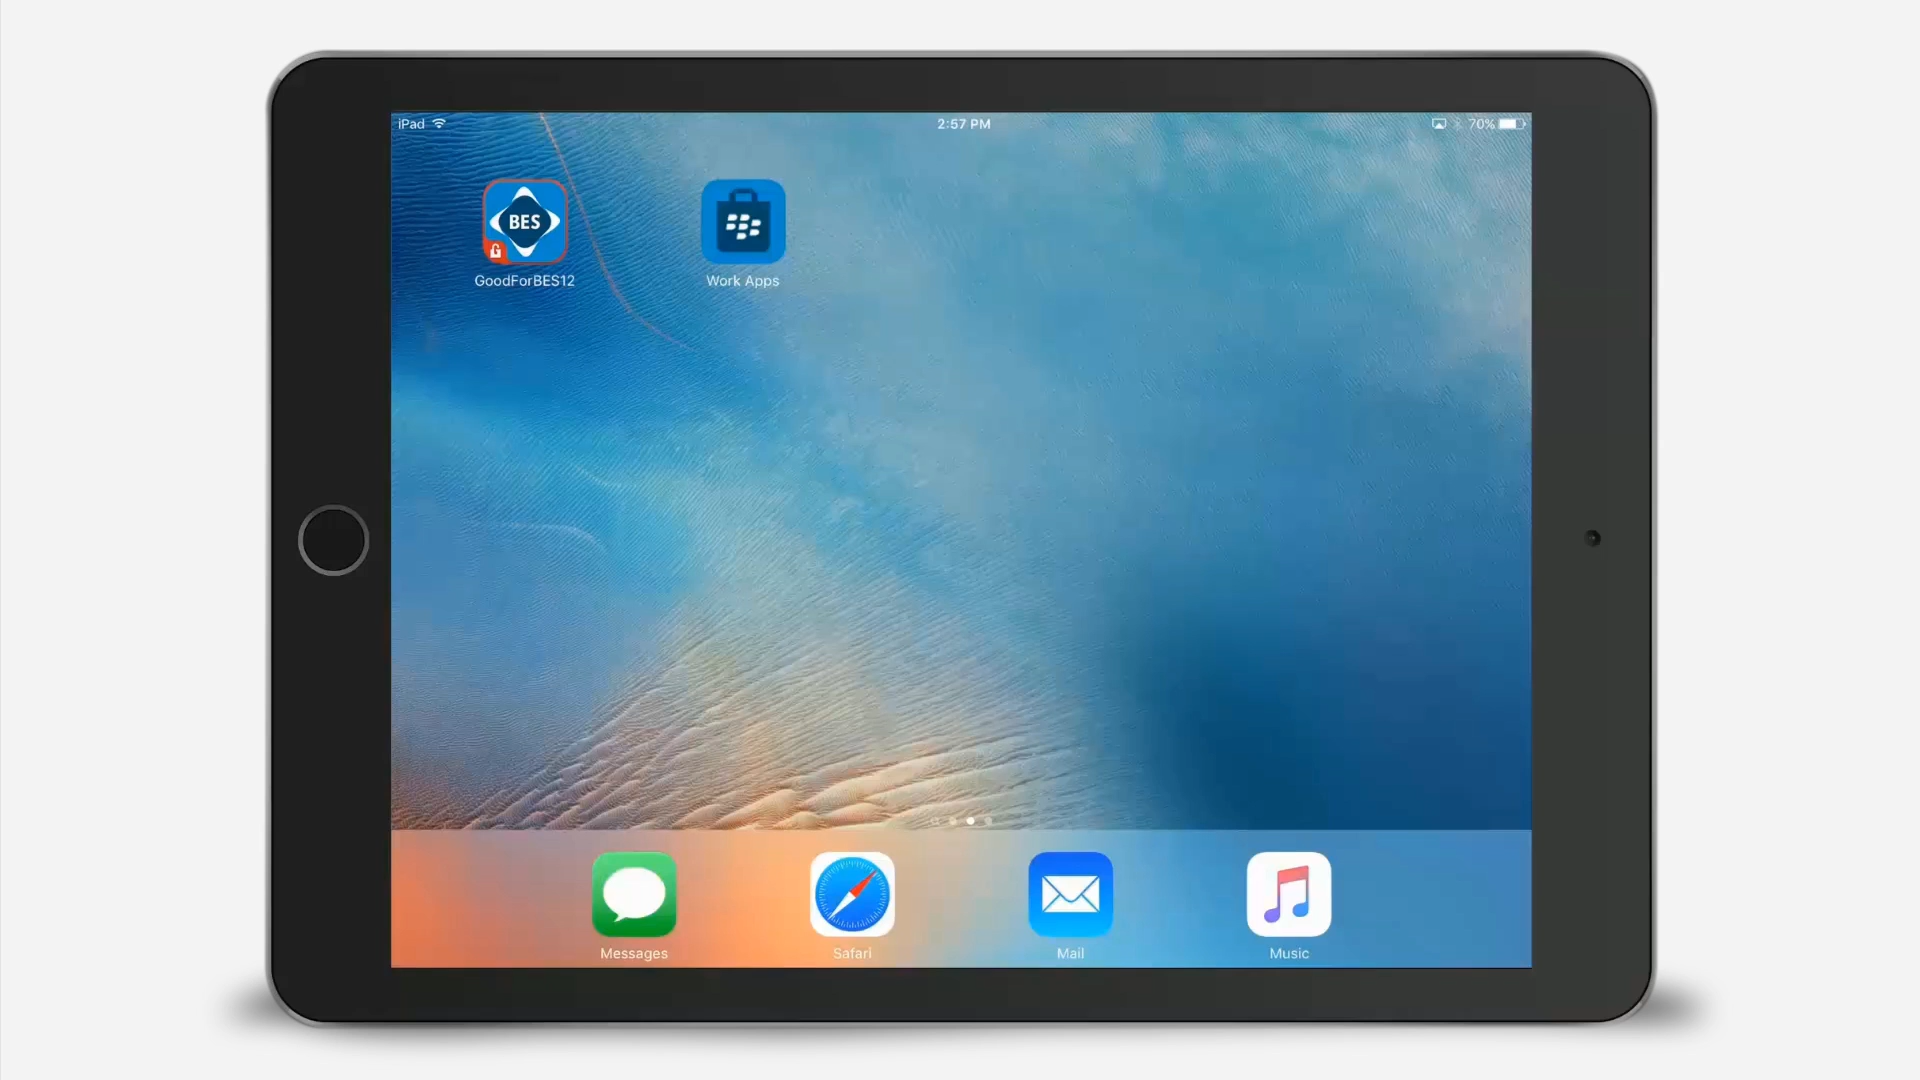 iPad
2:57 PM
70%
BES
GoodForBES12
Work Apps
Messages
Safari
Mail
Music